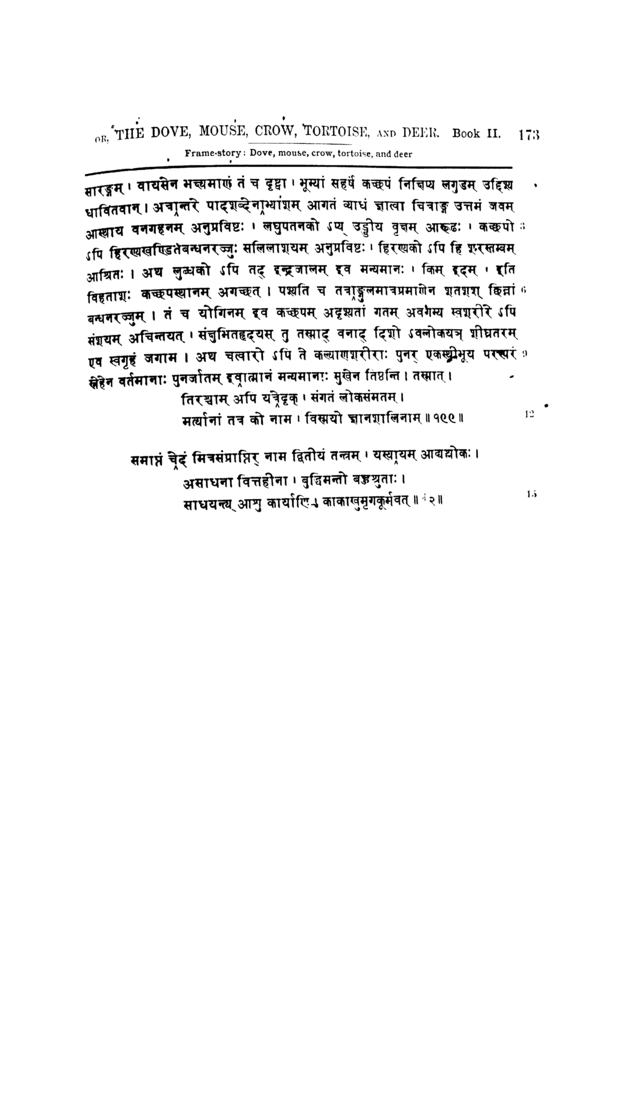 OR, THE DOVE, MOUSE, CROW, TORTOISE, AND DEER. Book II. 173
Frame-story: Dove, mouse, crow, tortoise, and deer
सारङ्गम् । वायसेन भक्ष्यमाणं तं च दृष्ट्वा । भूम्यां सहर्षं कच्छपं निक्षिप्य लगुडम् उद्दिश्य
धावितवान् । अत्रान्तरे पादशब्देनाभ्याशम् आगतं व्याधं ज्ञात्वा चित्राङ्ग उत्तमं जवम्
आस्थाय वनगहनम् अनुप्रविष्टः । लघुपतनको ऽप्य् उड्डीय वृक्षम् आरूढः । कच्छपो 3
ऽपि हिरण्यखण्डितबन्धनरज्जुः सलिलाशयम् अनुप्रविष्टः । हिरण्यको ऽपि हि शरस्तम्बम्
आश्रितः । अथ लुब्धको ऽपि तद् इन्द्रजालम् इव मन्यमानः । किम् इदम् । इति
विहताशः कच्छपस्थानम् अगच्छत् । पश्यति च तत्राङ्गुलमात्रप्रमाणेन शतशश् छिन्नां 6
बन्धनरज्जुम् । तं च योगिनम् इव कच्छपम् अदृश्यतां गतम् अवगम्य स्वशरीरे ऽपि
संशयम् अचिन्तयत् । संक्षुभितहृदयस् तु तस्माद् वनाद् दिशो ऽवलोकयञ् शीघ्रतरम्
एव स्वगृहं जगाम । अथ चत्वारो ऽपि ते कल्याणशरीराः पुनर् एकस्थीभूय परस्परं 9
स्नेहेन वर्तमानाः पुनर्जातम् इवात्मानं मन्यमानाः सुखेन तिष्ठन्ति । तस्मात् ।
तिरश्चाम् अपि यत्रेदृक् । संगतं लोकसंमतम् ।
मर्त्यानां तत्र को नाम । विस्मयो ज्ञानशालिनाम् ॥ १९९ ॥ 12
समाप्तं चेदं मित्रसंप्राप्तिर् नाम द्वितीयं तन्त्रम् । यस्यायम् आद्यश्लोकः ।
असाधना वित्तहीना । बुद्धिमन्तो बहुश्रुताः ।
साधयन्त्य् आशु कार्याणि । काकाखुमृगकूर्मवत् ॥ २ ॥ 15